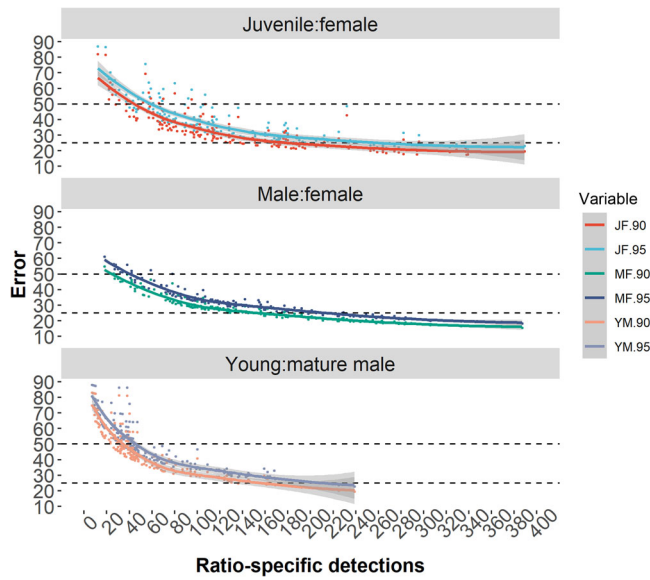 Juvenile:female
90
80
70
60
50
40
30
20
10
Male:female
90
80
70
60
50
40
30
20
10
Young:mature male
90
80
70
60
50
40
30
20
10
Error
0 20 40 60 80 100 120 140 160 180 200 220 240 260 280 300 320 340 360 380 400
Ratio-specific detections
Variable
JF.90
JF.95
MF.90
MF.95
YM.90
YM.95